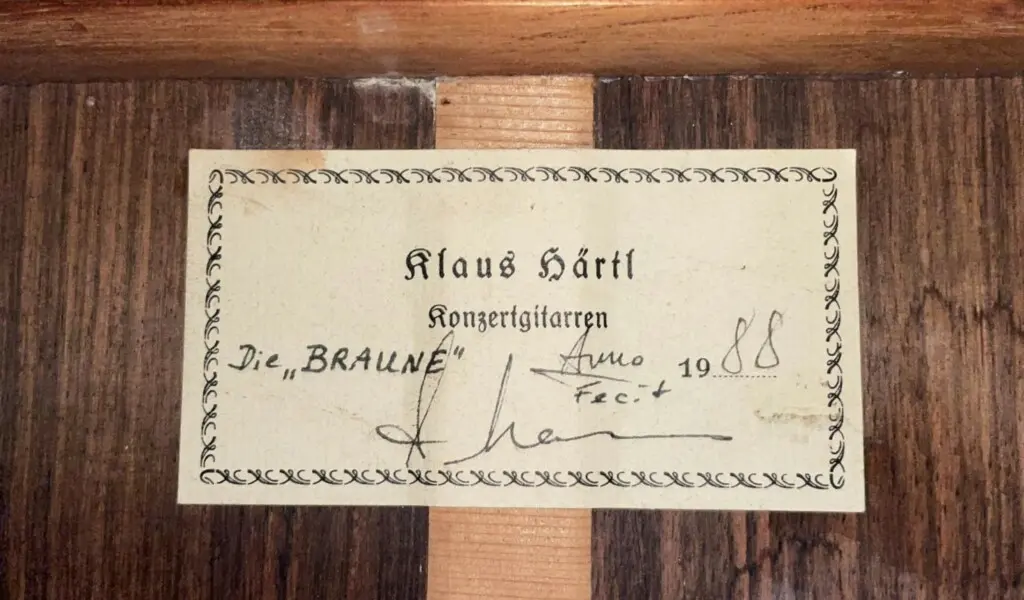 Klaus Härtl
Konzertgitarren
Die „BRAUNE“ Anno 1988
Fecit